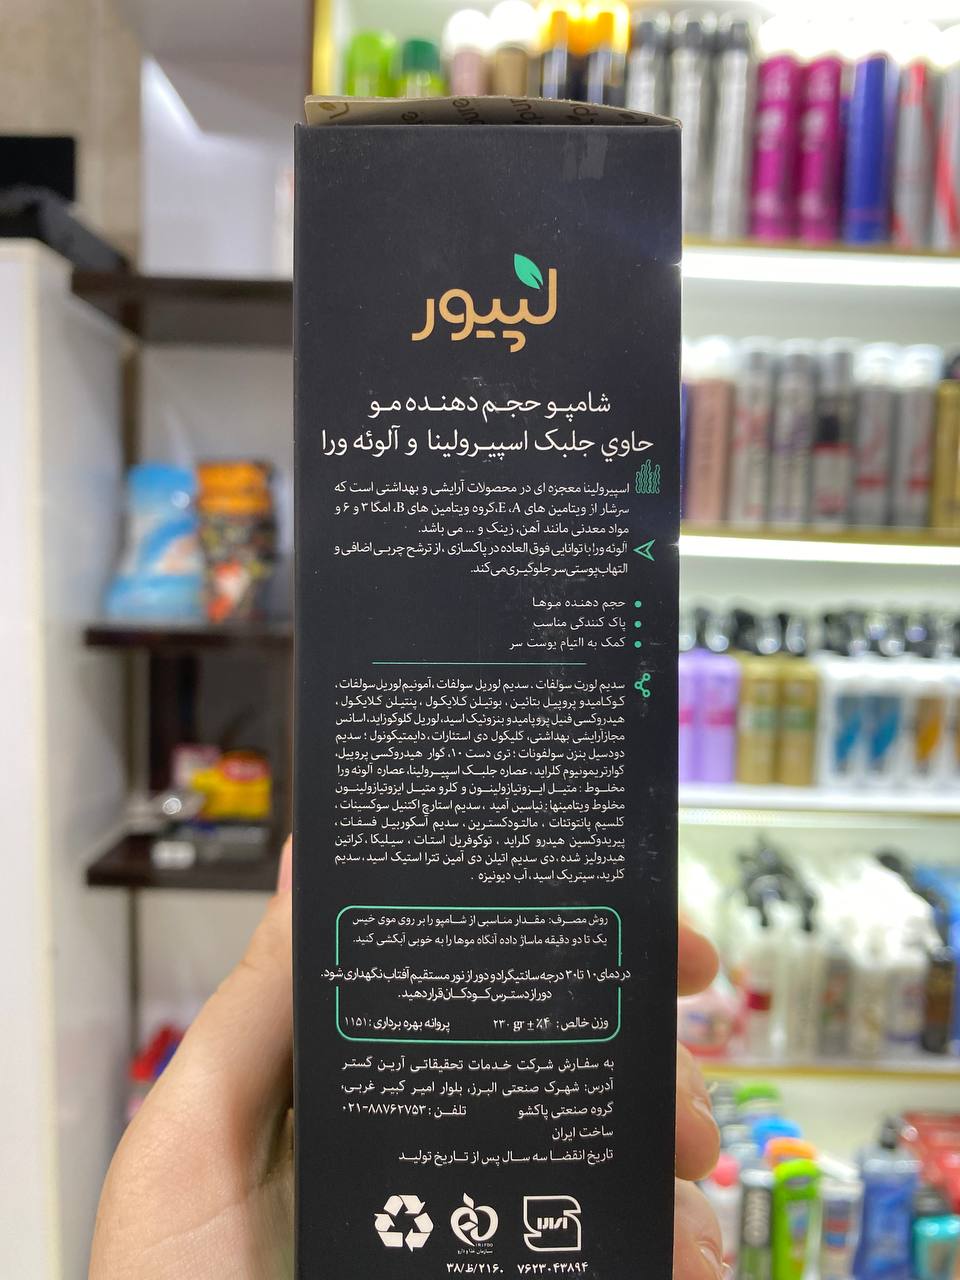 لپیور
شامپو حجم دهنده مو
حاوي جلبک اسپیرولینا و آلوئه ورا
اسپیرولینا معجزه ای در محصولات آرایشی و بهداشتی است که
سرشار از ویتامین های E ،A،گروه ویتامین های B، امگا ۳ و ۶ و
مواد معدنی مانند آهن، زینک و ... می باشد.
آلوئه ورا با توانایی فوق العاده در پاکسازی ، از ترشح چربی اضافی و
التهاب پوستی سر جلوگیری می کند.
حجم دهنده موها
پاک کنندگی مناسب
کمک به التیام پوست سر
سدیم لورت سولفات ، سدیم لوریل سولفات ،آمونیم لوریل سولفات،
کوکامیدو پروپیل بتائین ، بوتیلن گلایکول ، پنتیلن گلایکول،
هیدروکسی فنیل پروپامیدو بنزوئیک اسید، لوریل گلوکوزاید، اسانس
مجاز آرایشی بهداشتی، گلیکول دی استئارات، دایمتیکونول ؛ سدیم
دودسیل بنزن سولفونات ؛ تری دست ۱۰، گوار هیدروکسی پروپیل،
کوارتریمونیوم کلراید ، عصاره جلبک اسپیرولینا، عصاره آلوئه ورا
مخلوط : متیل ایزوتیازولینون و کلرو متیل ایزوتیازولینون
مخلوط ویتامینها: نیاسین آمید ، سدیم استارچ اکتنیل سوکسینات ،
کلسیم پانتوتنات ، مالتودکسترین ، سدیم آسکوربیل فسفات ،
پیریدوکسین هیدرو کلراید ، توکوفریل استات ، سیلیکا ، کراتین
هیدرولیز شده، دی سدیم اتیلن دی آمین تترا استیک اسید، سدیم
کلرید، سیتریک اسید، آب دیونیزه .
روش مصرف: مقدار مناسبی از شامپو را بر روی موی خیس
یک تا دو دقیقه ماساژ داده آنگاه موها را به خوبی آبکشی کنید.
در دمای ۱۰ تا ۳۰ درجه سانتیگراد و دور از نور مستقیم آفتاب نگهداری شود.
دور از دسترس کودکان قرار دهید.
وزن خالص: ۲۳۰ gr ± ٪۴ پروانه بهره برداری : ۱۱۵۱
به سفارش شرکت خدمات تحقیقاتی آرین گستر
آدرس: شهرک صنعتی البرز، بلوار امیر کبیر غربی،
گروه صنعتی پاکشو تلفن : ۸۸۷۶۲۷۵۳-۰۲۱
ساخت ایران
تاریخ انقضا سه سال پس از تاریخ تولید
IRIFDO
سازمان غذا و دارو
۷۶۲۳۰۴۳۸۹۴ ۳۸/ظ/۲۱۶۰